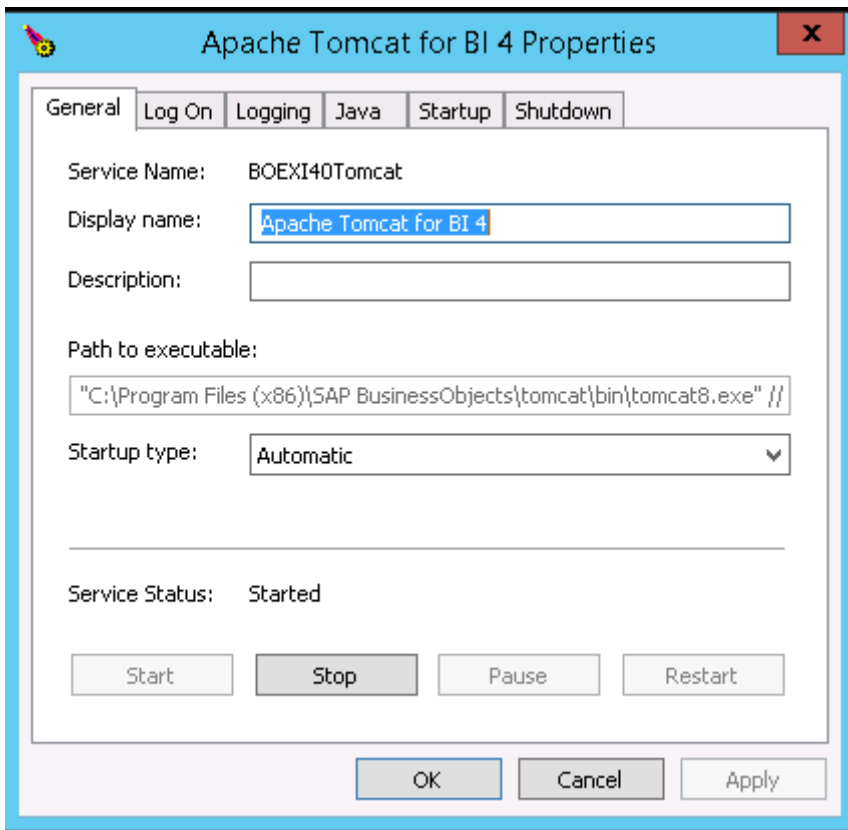 Apache Tomcat for BI 4 Properties
x
General Log On Logging Java Startup Shutdown
Service Name: BOEXI40Tomcat
Display name: Apache Tomcat for BI 4
Description:
Path to executable:
"C:\Program Files (x86)\SAP BusinessObjects\tomcat\bin\tomcat8.exe" //
Startup type: Automatic
Service Status: Started
Start Stop Pause Restart
OK Cancel Apply